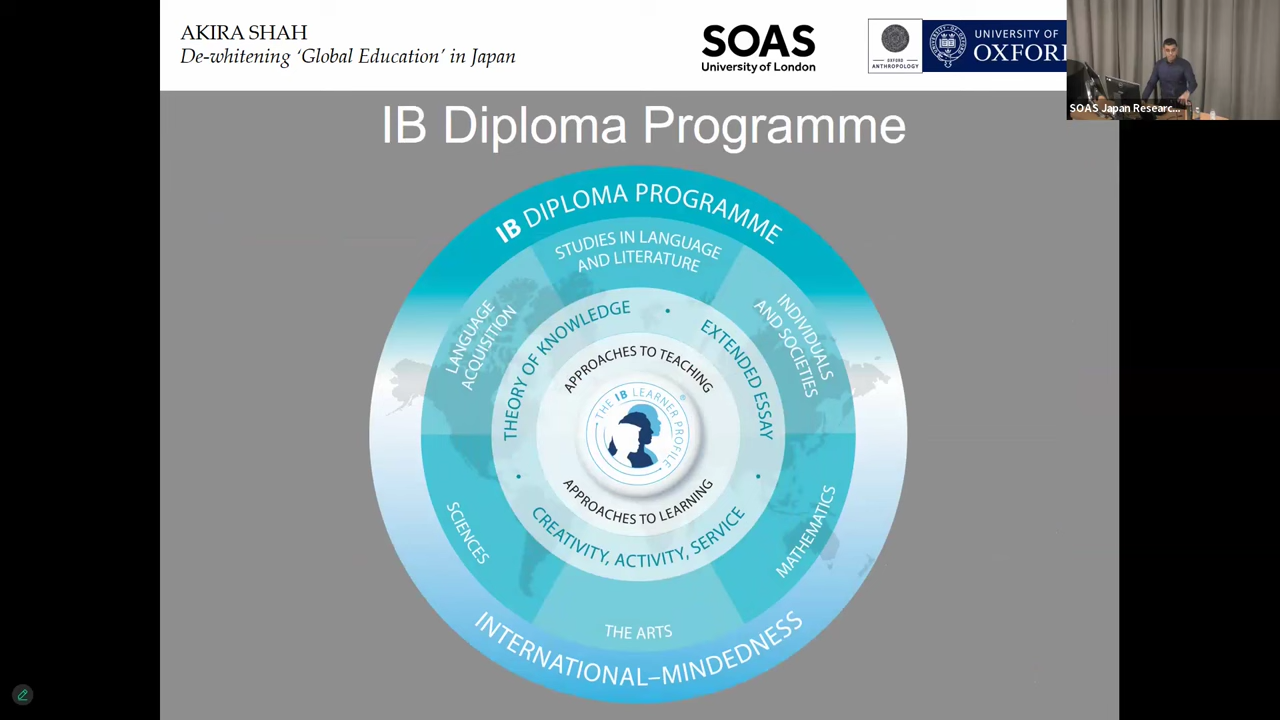 AKIRA SHAH
De-whitening ‘Global Education’ in Japan
SOAS
University of London
OXFORD
ANTHROPOLOGY
UNIVERSITY OF
SOAS Japan Researc...
IB Diploma Programme
IB DIPLOMA PROGRAMME
STUDIES IN LANGUAGE
AND LITERATURE
LANGUAGE
ACQUISITION
INDIVIDUALS
AND SOCIETIES
THEORY OF KNOWLEDGE
EXTENDED ESSAY
APPROACHES TO TEACHING
THE IB LEARNER PROFILE
®
APPROACHES TO LEARNING
CREATIVITY, ACTIVITY, SERVICE
SCIENCES
MATHEMATICS
THE ARTS
INTERNATIONAL–MINDEDNESS